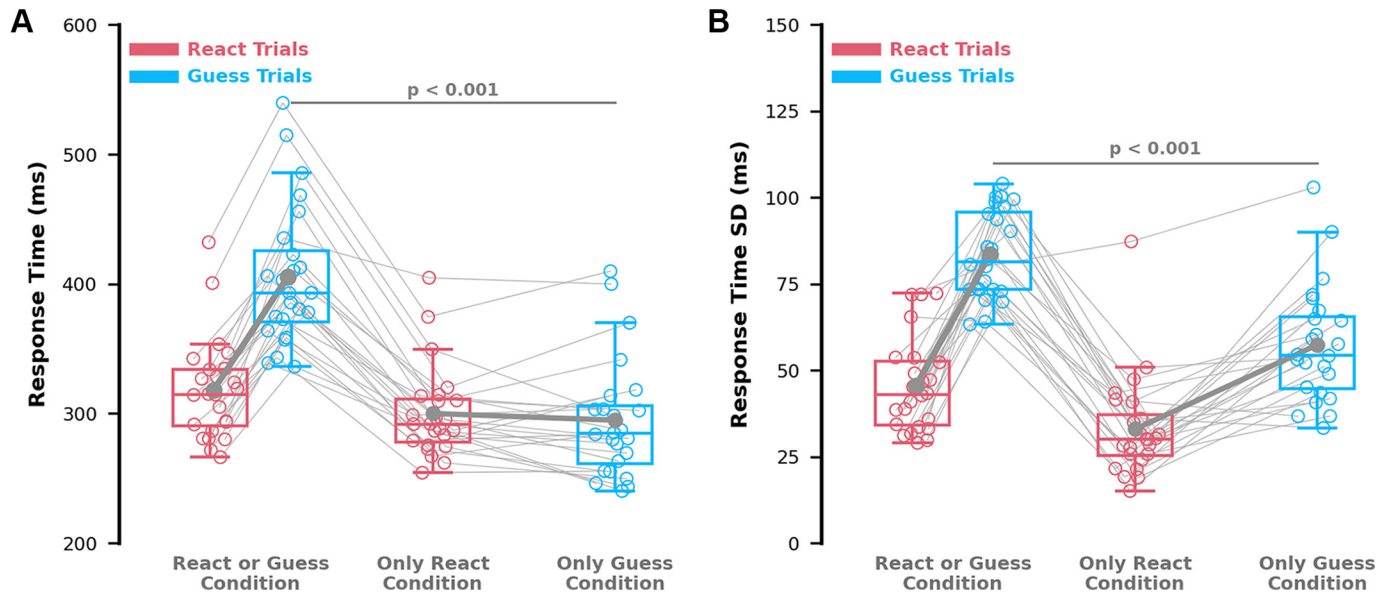 A
Response Time (ms)
600
500
400
300
200
React Trials
Guess Trials
p < 0.001
React or Guess
Condition
Only React
Condition
Only Guess
Condition
B
Response Time SD (ms)
150
125
100
75
50
25
0
React Trials
Guess Trials
p < 0.001
React or Guess
Condition
Only React
Condition
Only Guess
Condition